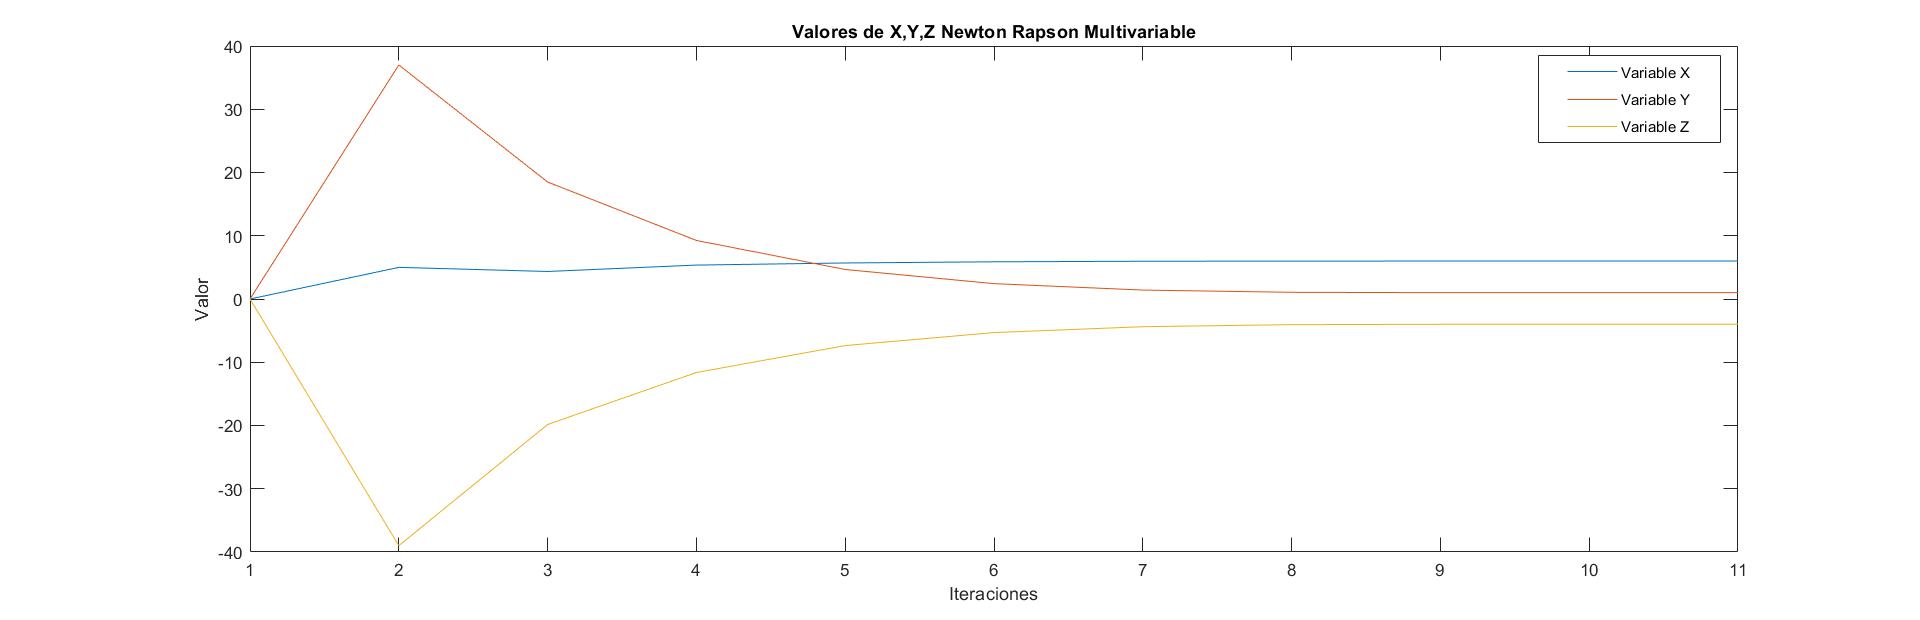 Valores de X,Y,Z Newton Rapson Multivariable
40
30
20
10
0
-10
-20
-30
-40
Valor
Variable X
Variable Y
Variable Z
1 2 3 4 5 6 7 8 9 10 11
Iteraciones